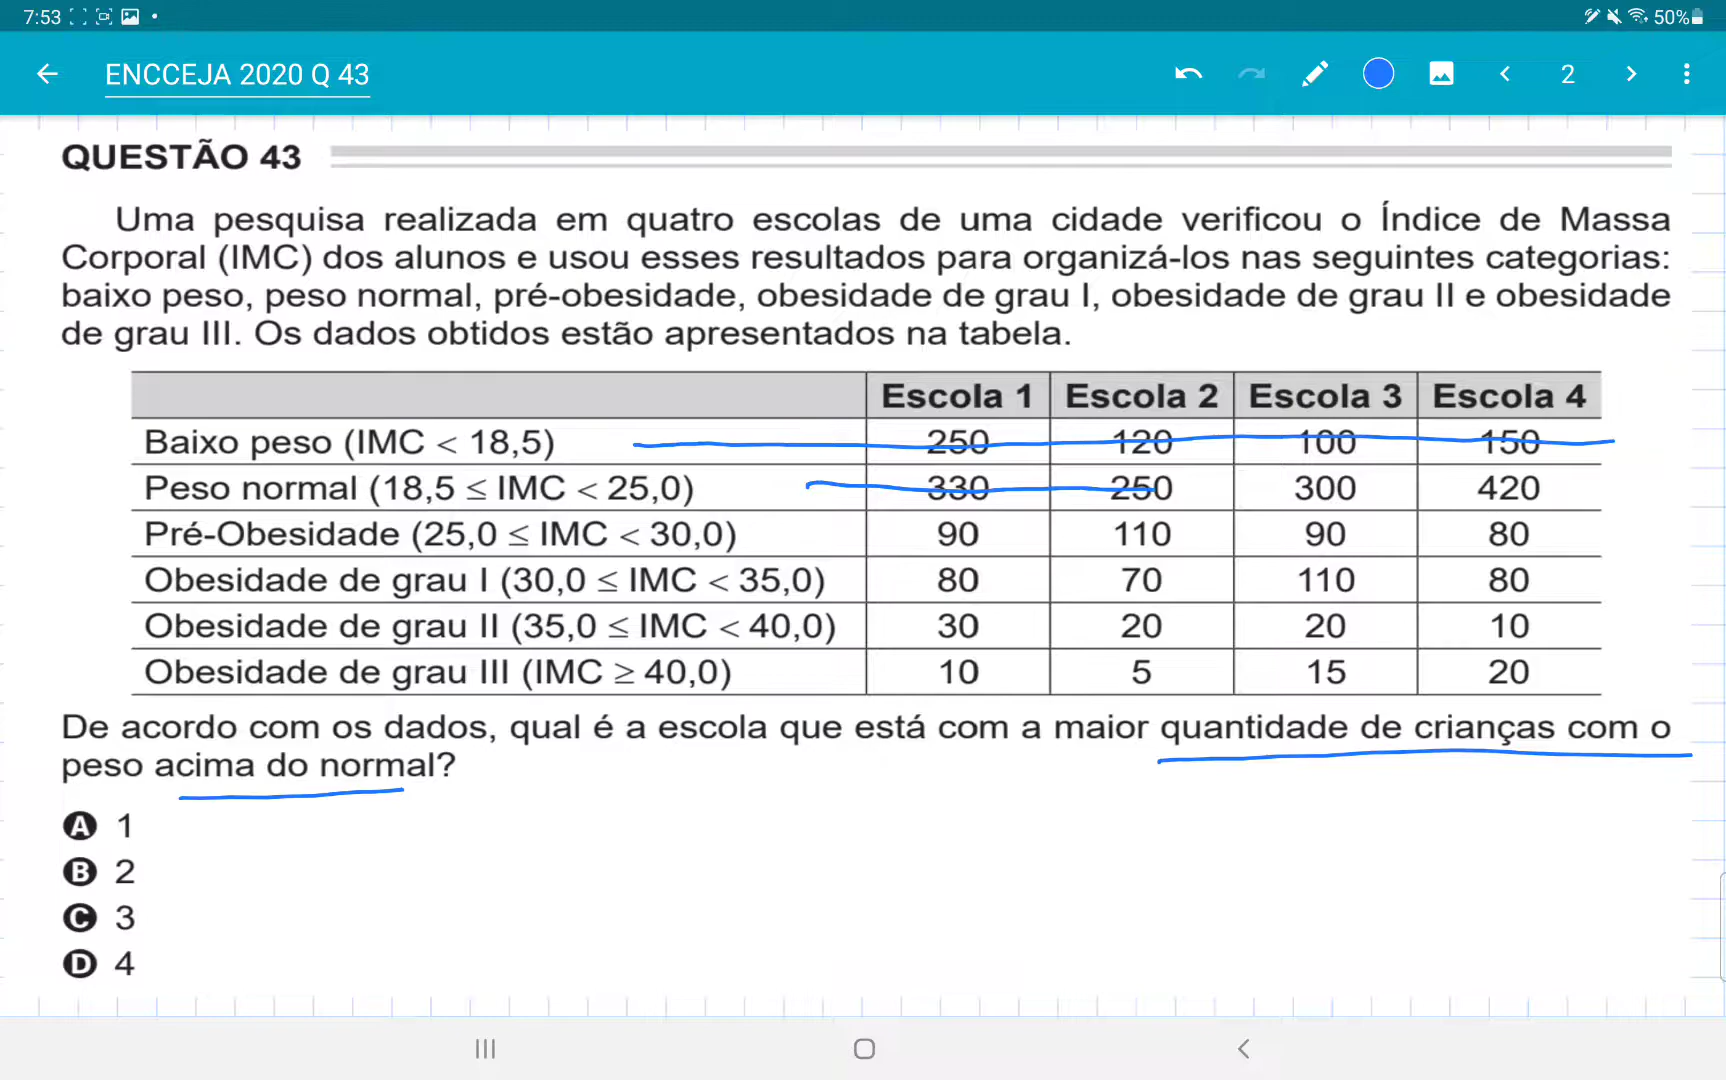 7:53
50%
ENCCEJA 2020 Q 43
2
QUESTÃO 43
Uma pesquisa realizada em quatro escolas de uma cidade verificou o Índice de Massa
Corporal (IMC) dos alunos e usou esses resultados para organizá-los nas seguintes categorias:
baixo peso, peso normal, pré-obesidade, obesidade de grau I, obesidade de grau II e obesidade
de grau III. Os dados obtidos estão apresentados na tabela.
Escola 1 Escola 2 Escola 3 Escola 4
Baixo peso (IMC < 18,5) 250 120 100 150
Peso normal (18,5 ≤ IMC < 25,0) 330 250 300 420
Pré-Obesidade (25,0 ≤ IMC < 30,0) 90 110 90 80
Obesidade de grau I (30,0 ≤ IMC < 35,0) 80 70 110 80
Obesidade de grau II (35,0 ≤ IMC < 40,0) 30 20 20 10
Obesidade de grau III (IMC ≥ 40,0) 10 5 15 20
De acordo com os dados, qual é a escola que está com a maior quantidade de crianças com o
peso acima do normal?
A 1
B 2
C 3
D 4